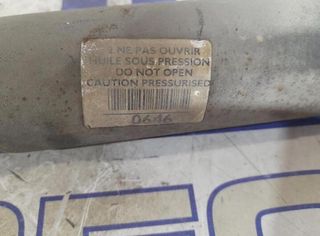 NE PAS OUVRIR
HUILE SOUS PRESSION
DO NOT OPEN
CAUTION PRESSURISED
0646